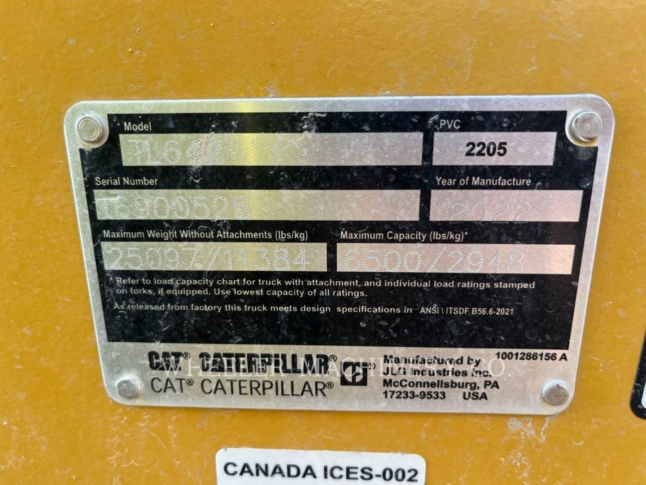 Model
PVC
2205
Serial Number
Year of Manufacture
2022
Maximum Weight Without Attachments (lbs/kg)
Maximum Capacity (lbs/kg)*
25097/11384
6500/2948
* Refer to load capacity chart for truck with attachment, and individual load ratings stamped
on forks, if equipped. Use lowest capacity of all ratings.
As released from factory this truck meets design specifications in ANSI \ ITSDF B56.6-2021
CAT® CATERPILLAR®
CAT® CATERPILLAR®
Manufactured by
JLG Industries Inc.
McConnellsburg, PA
17233-9533 USA
1001286156 A
WHEELER MACHINERY CO.
CANADA ICES-002